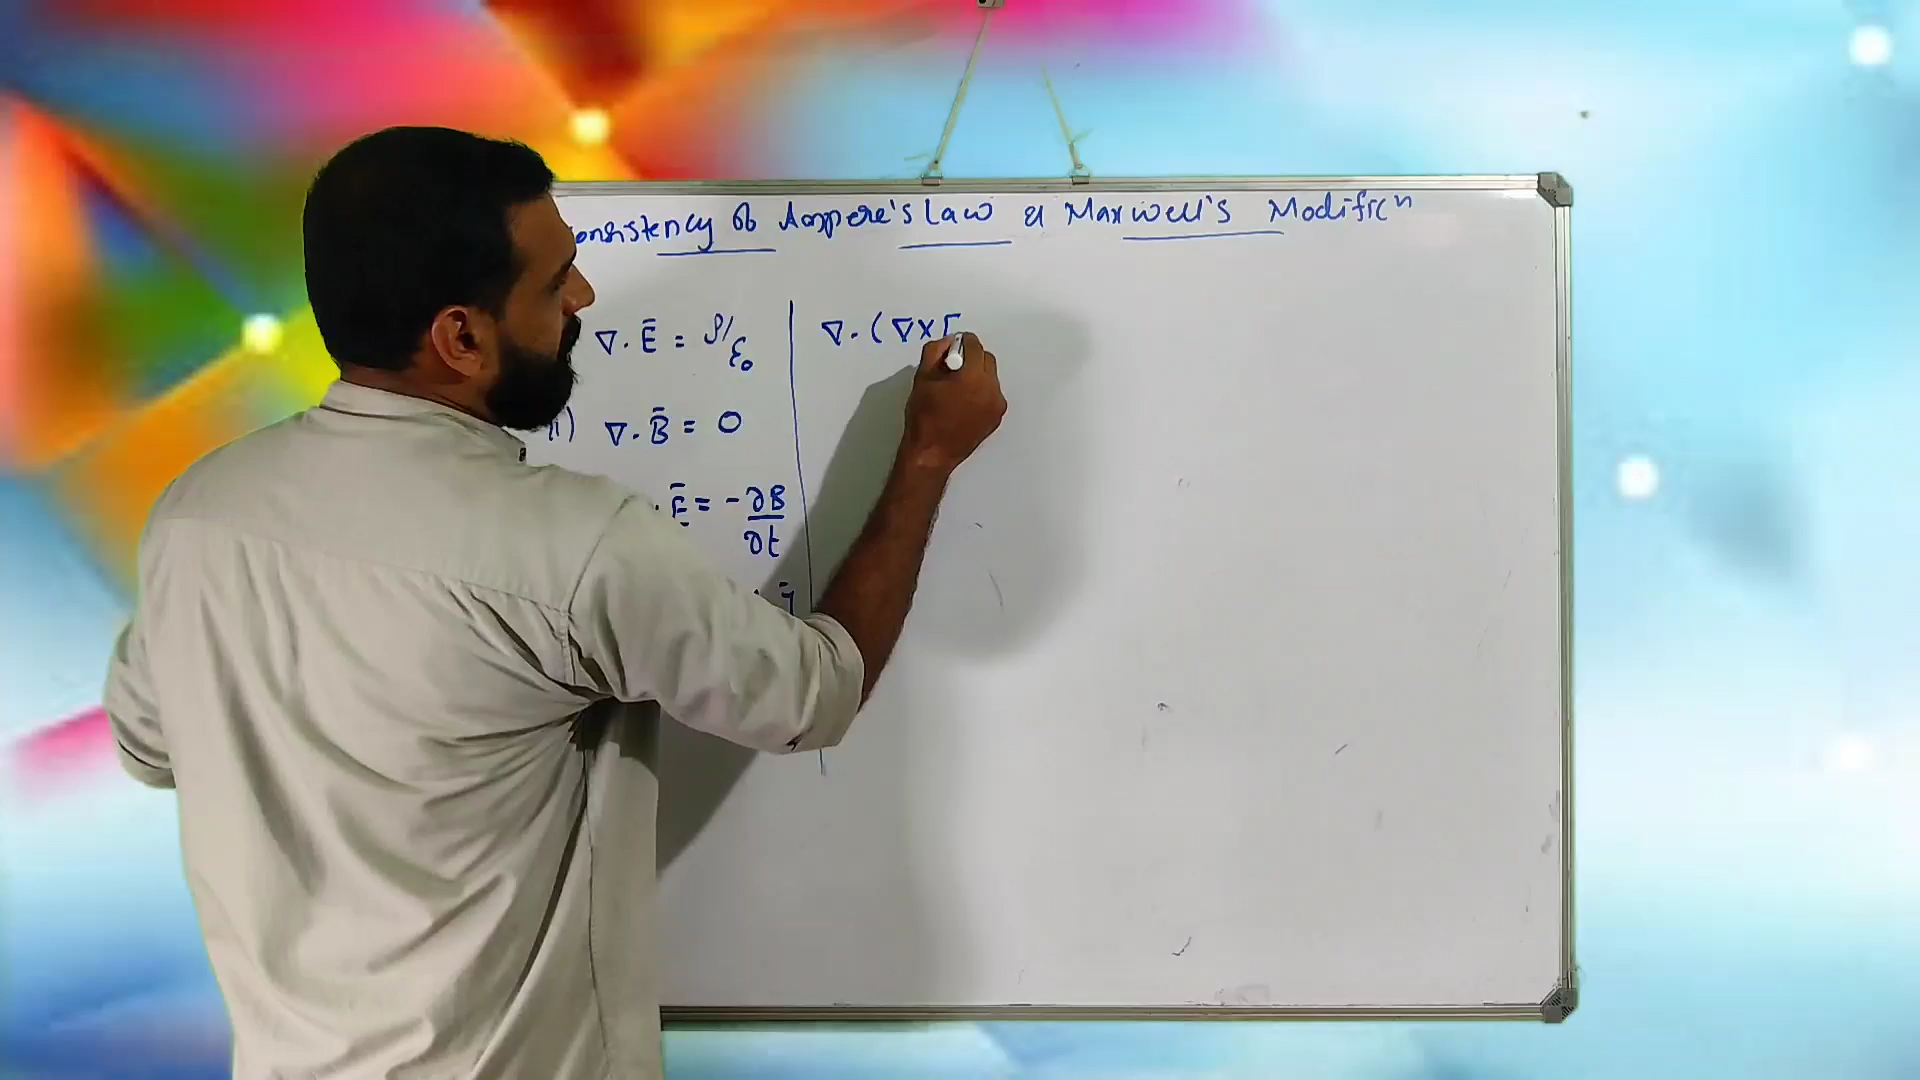 onsistency of Ampere's Law & Maxwell's Modificn
∇·Ē = ρ/ε₀
ii) ∇·B̄ = 0
· Ē = -∂B/∂t
J̄
∇·(∇×E